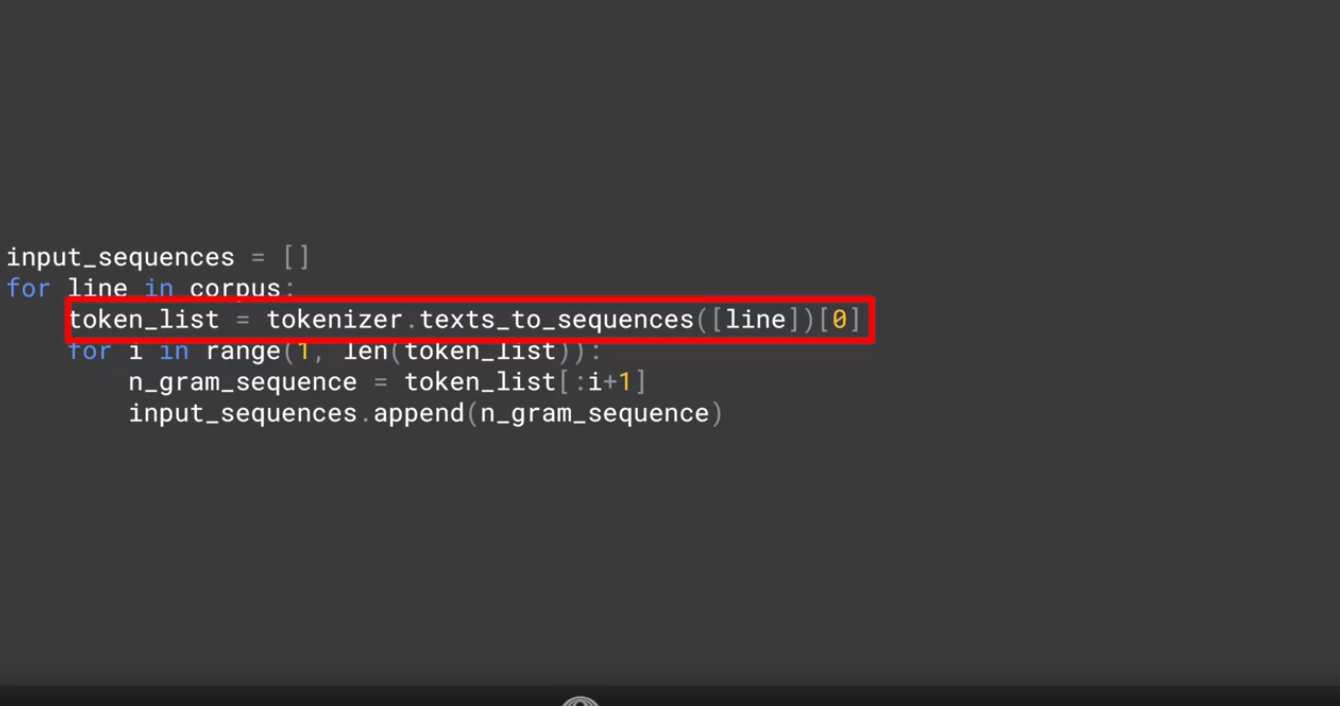 input_sequences = []
for line in corpus:
    token_list = tokenizer.texts_to_sequences([line])[0]
    for i in range(1, len(token_list)):
        n_gram_sequence = token_list[:i+1]
        input_sequences.append(n_gram_sequence)